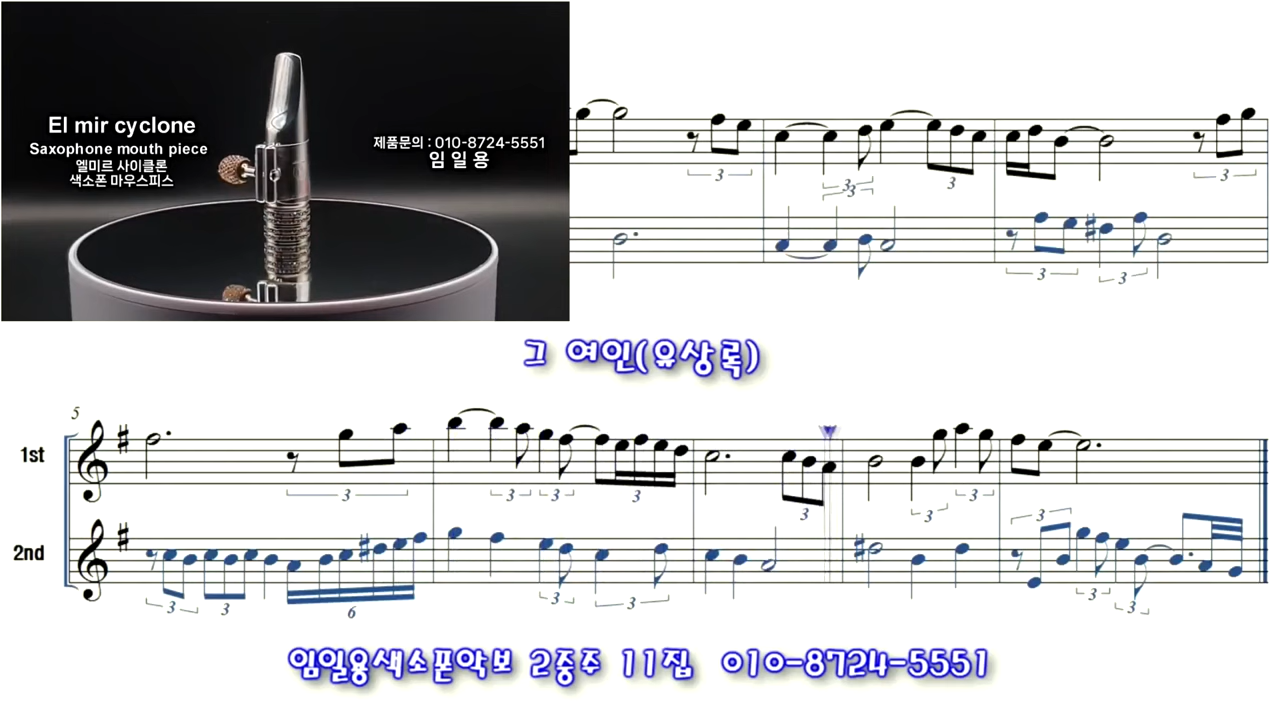 El mir cyclone
Saxophone mouth piece
엘미르 사이클론
색소폰 마우스피스
제품문의 : 010-8724-5551
임 일 용
3
3
3
3
3
3
3
그 여인(유상록)
5
1st
3
3
3
3
3
3
3
2nd
3
3
6
3
3
3
3
3
임일용색소폰악보 2중주 11집 010-8724-5551